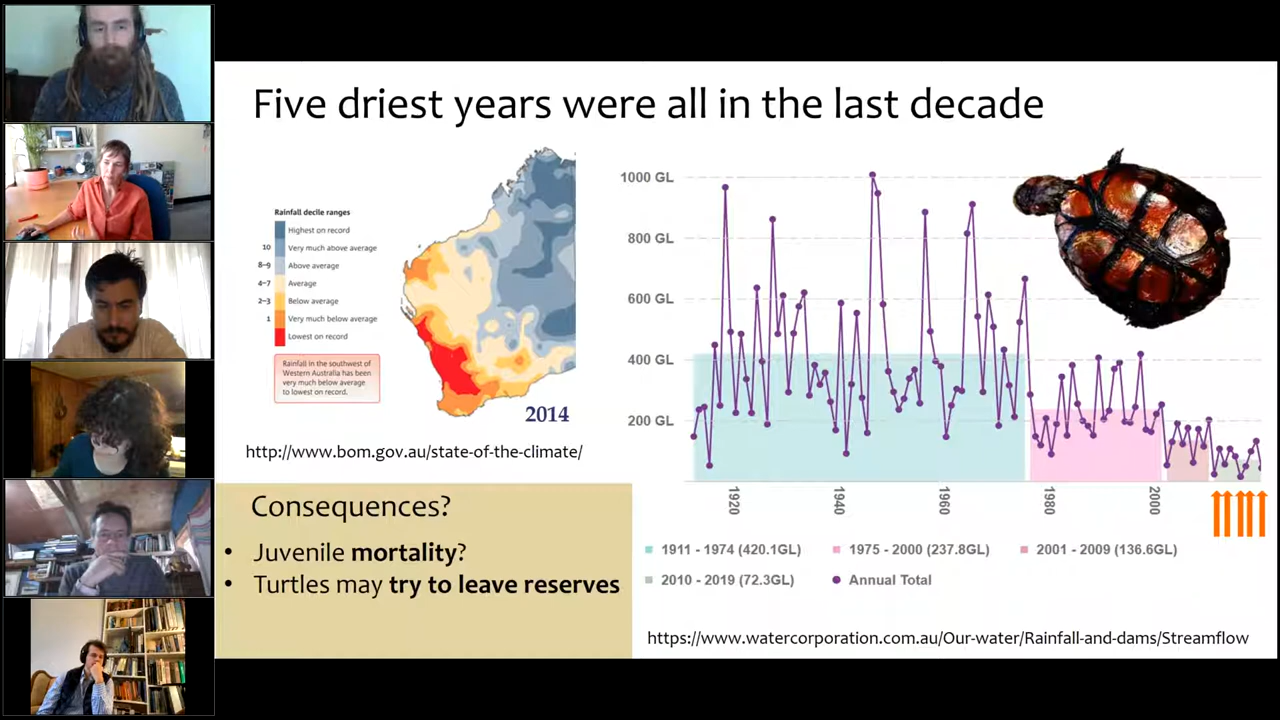 Five driest years were all in the last decade
Rainfall decile ranges
Highest on record
10 Very much above average
8–9 Above average
4–7 Average
2–3 Below average
1 Very much below average
Lowest on record
Rainfall in the southwest of
Western Australia has been
very much below average
to lowest on record.
2014
http://www.bom.gov.au/state-of-the-climate/
1000 GL
800 GL
600 GL
400 GL
200 GL
1920
1940
1960
1980
2000
1911 - 1974 (420.1GL)
1975 - 2000 (237.8GL)
2001 - 2009 (136.6GL)
2010 - 2019 (72.3GL)
Annual Total
https://www.watercorporation.com.au/Our-water/Rainfall-and-dams/Streamflow
Consequences?
• Juvenile mortality?
• Turtles may try to leave reserves